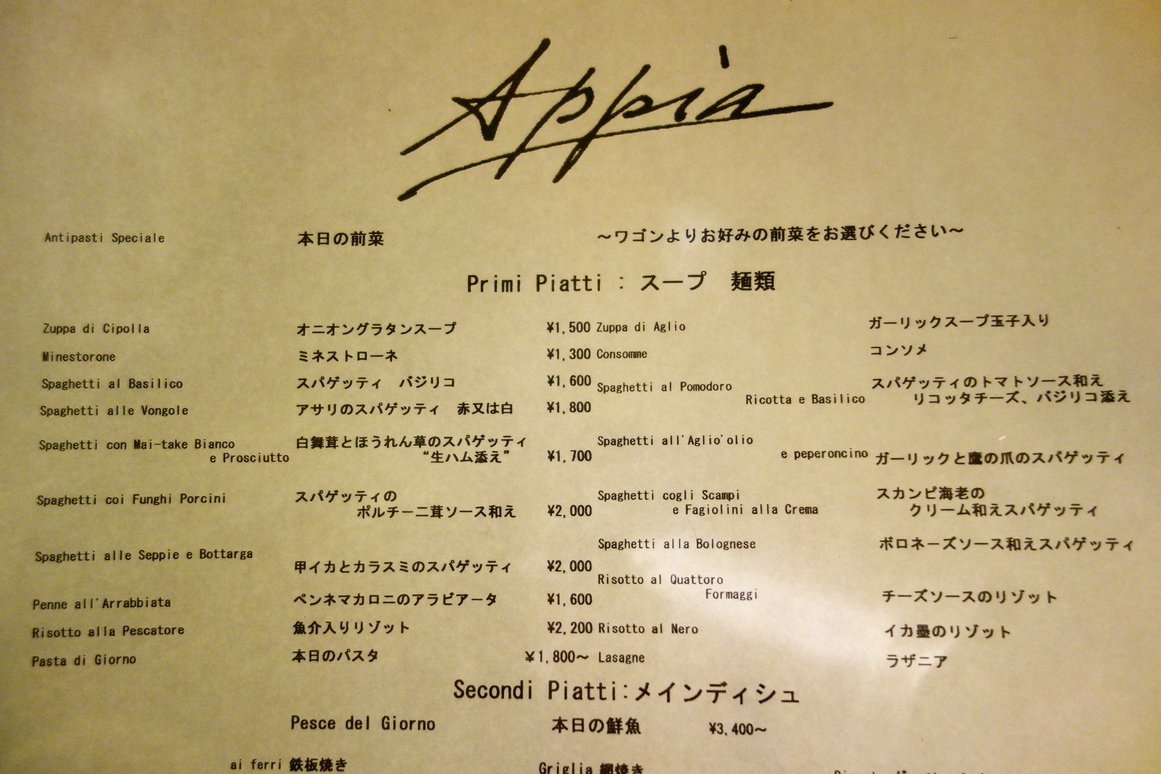 Appia
Antipasti Speciale 本日の前菜 ～ワゴンよりお好みの前菜をお選びください～
Primi Piatti : スープ 麺類
Zuppa di Cipolla オニオングラタンスープ ¥1,500 Zuppa di Aglio ガーリックスープ玉子入り
Minestorone ミネストローネ ¥1,300 Consomme コンソメ
Spaghetti al Basilico スパゲッティ バジリコ ¥1,600 Spaghetti al Pomodoro スパゲッティのトマトソース和え
Ricotta e Basilico リコッタチーズ、バジリコ添え
Spaghetti alle Vongole アサリのスパゲッティ 赤又は白 ¥1,800
Spaghetti con Mai-take Bianco 白舞茸とほうれん草のスパゲッティ Spaghetti all'Aglio'olio
e Prosciutto “生ハム添え” ¥1,700 e peperoncino ガーリックと鷹の爪のスパゲッティ
Spaghetti coi Funghi Porcini スパゲッティの Spaghetti cogli Scampi スカンピ海老の
ポルチーニ茸ソース和え ¥2,000 e Fagiolini alla Crema クリーム和えスパゲッティ
Spaghetti alle Seppie e Bottarga Spaghetti alla Bolognese ボロネーズソース和えスパゲッティ
甲イカとカラスミのスパゲッティ ¥2,000
Risotto al Quattoro
Penne all'Arrabbiata ペンネマカロニのアラビアータ ¥1,600 Formaggi チーズソースのリゾット
Risotto alla Pescatore 魚介入りリゾット ¥2,200 Risotto al Nero イカ墨のリゾット
Pasta di Giorno 本日のパスタ ¥1,800～ Lasagne ラザニア
Secondi Piatti:メインディシュ
Pesce del Giorno 本日の鮮魚 ¥3,400～
ai ferri 鉄板焼き Griglia 網焼き